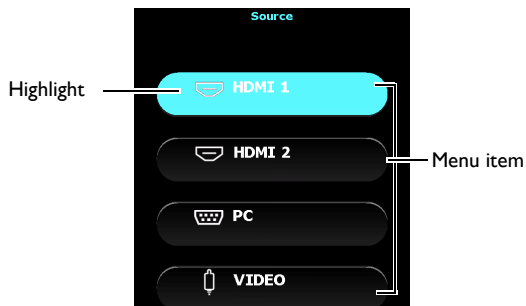 Source
Highlight
HDMI 1
HDMI 2
Menu item
PC
VIDEO